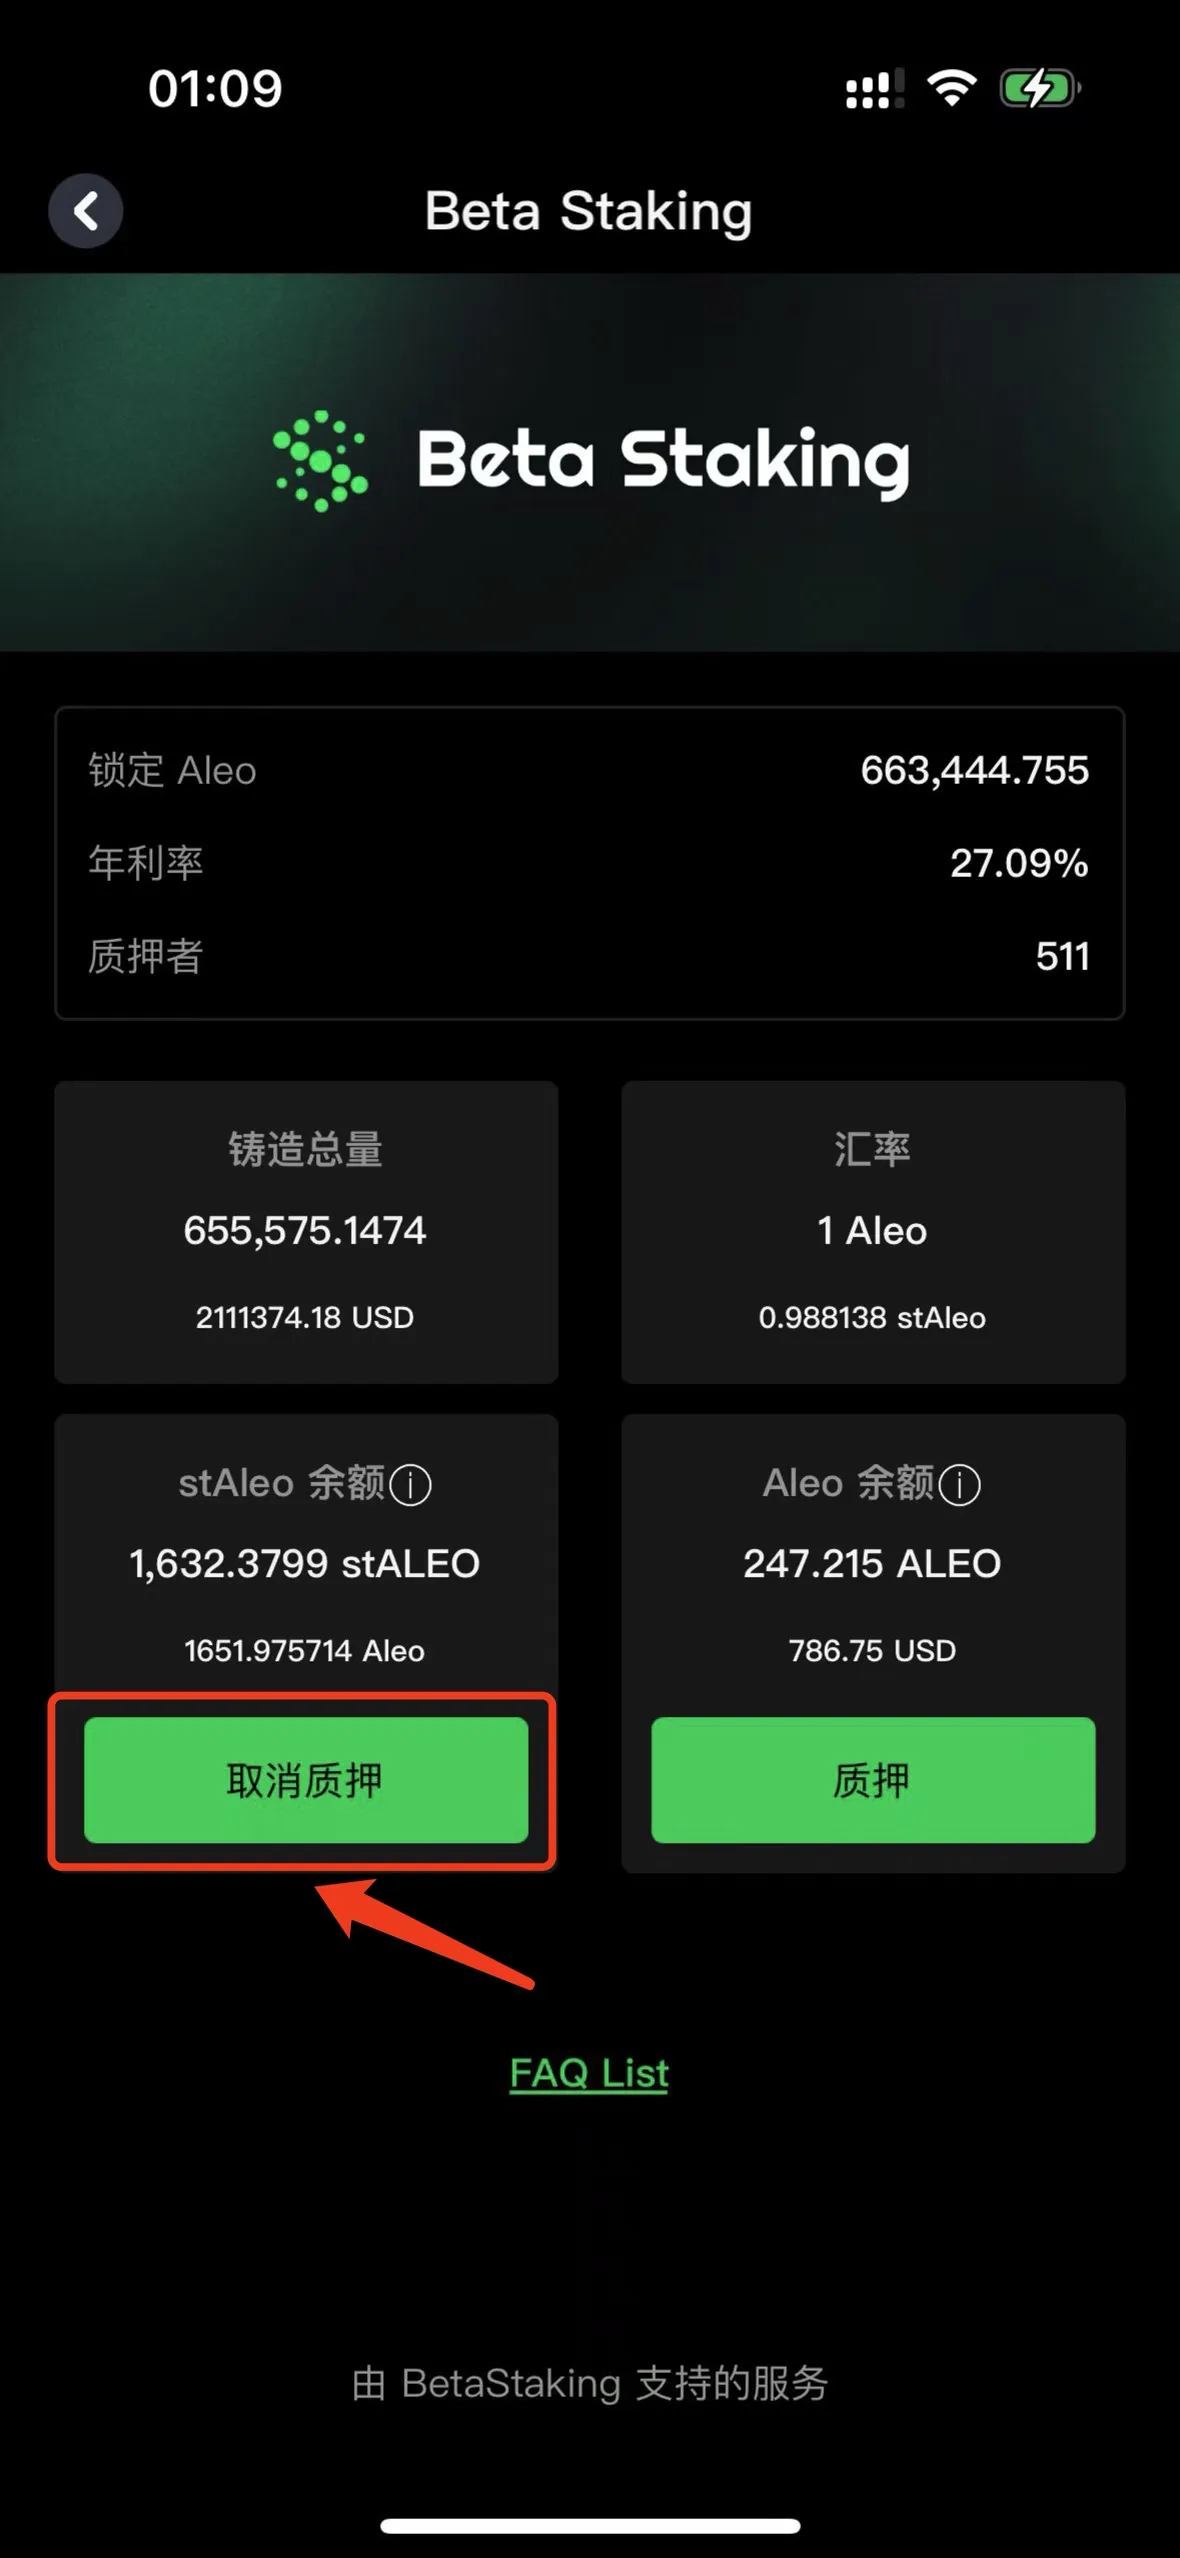 01:09
Beta Staking
Beta Staking
锁定 Aleo
663,444.755
年利率
27.09%
质押者
511
铸造总量
655,575.1474
2111374.18 USD
汇率
1 Aleo
0.988138 stAleo
stAleo 余额
1,632.3799 stALEO
1651.975714 Aleo
取消质押
Aleo 余额
247.215 ALEO
786.75 USD
质押
FAQ List
由 BetaStaking 支持的服务